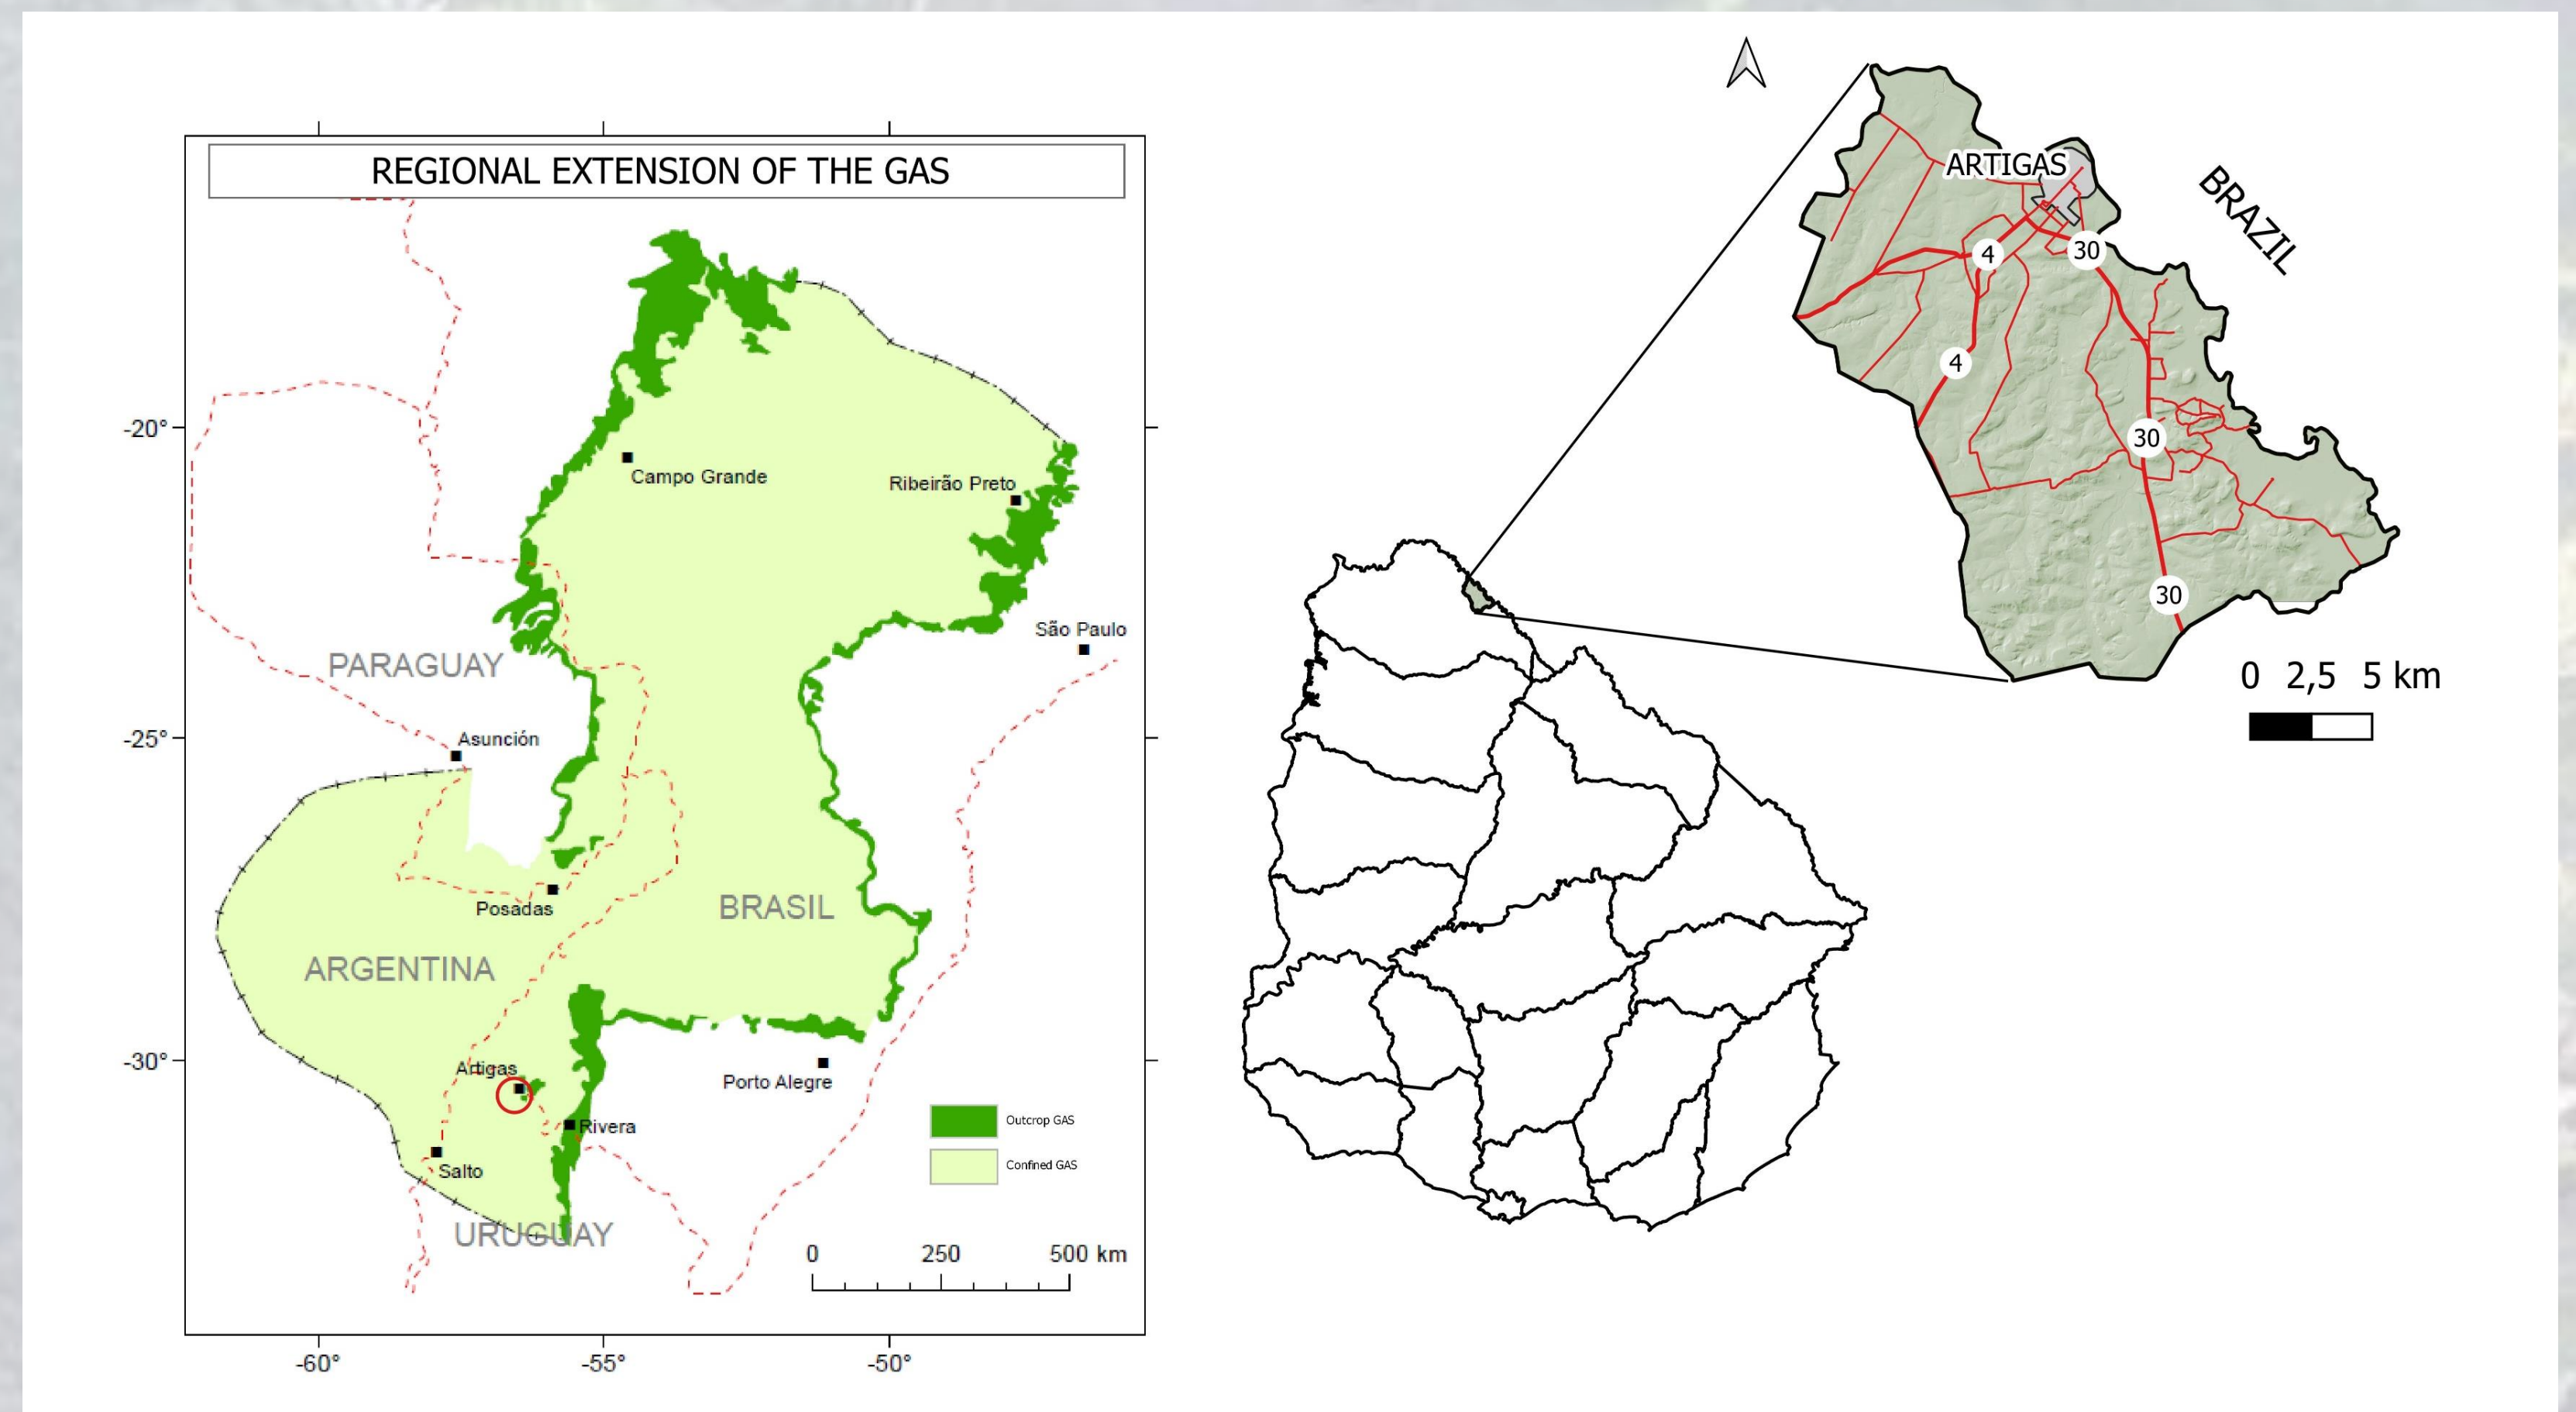 REGIONAL EXTENSION OF THE GAS
-20°
-25°
-30°
-60°
-55°
-50°
Campo Grande
Ribeirão Preto
São Paulo
PARAGUAY
Asunción
Posadas
BRASIL
ARGENTINA
Artigas
Porto Alegre
Rivera
Salto
URUGUAY
Outcrop GAS
Confined GAS
0 250 500 km
ARTIGAS
BRAZIL
4
30
4
30
30
0 2,5 5 km